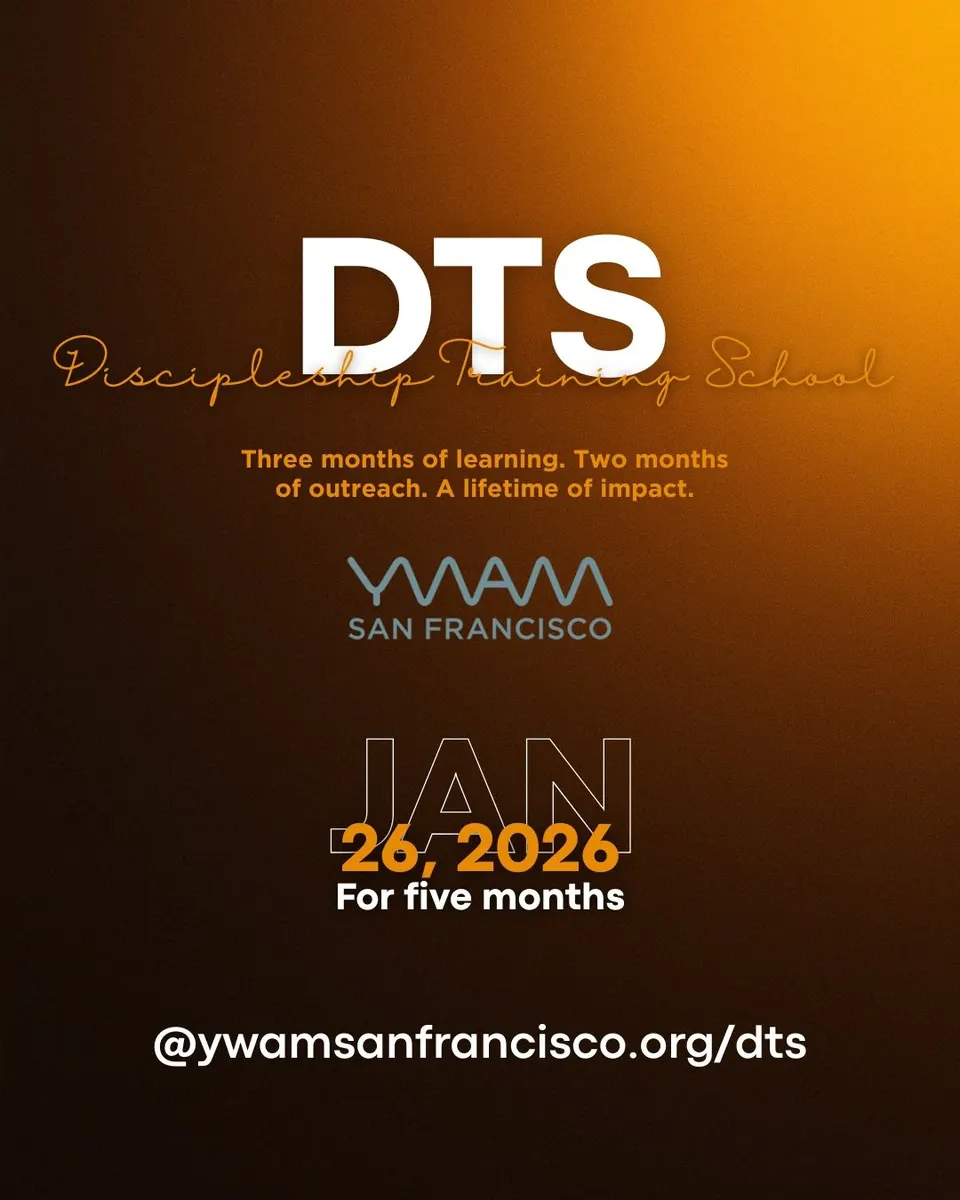 DTS
Discipleship Training School
Three months of learning. Two months
of outreach. A lifetime of impact.
YWAM
SAN FRANCISCO
JAN
26, 2026
For five months
@ywamsanfrancisco.org/dts